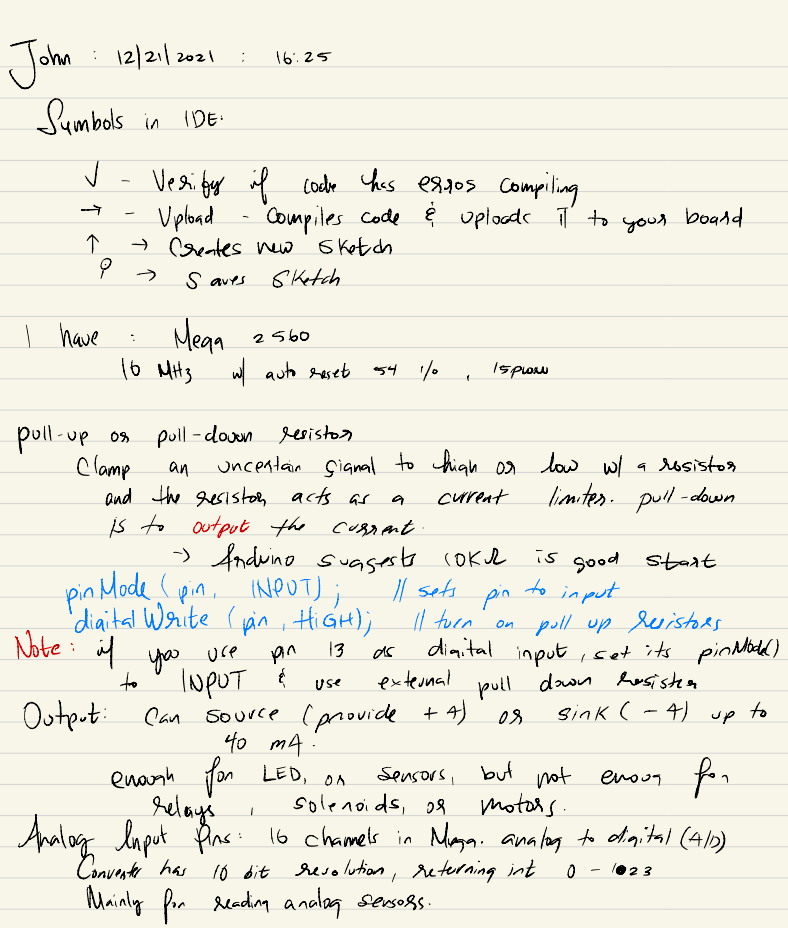 John : 12/21/2021 : 16:25
Symbols in IDE:
✓ - Verify if code has erros compiling
→ - Upload - Compiles code & uploads it to your board
↑ → Creates new Sketch
→ Saves Sketch
I have : Mega 2560
16 MHz w/ auto reset 54 i/o , 15pwm
pull-up or pull-down resistor
Clamp an uncertain signal to high or low w/ a resistor
and the resistor acts as a current limiter. pull-down
is to output the current.
→ Arduino suggests 10KΩ is good start
pinMode (pin, INPUT) ; // sets pin to input
digitalWrite (pin , HIGH); // turn on pull up resistors
Note: if you use pin 13 as digital input, set its pinMode()
to INPUT & use external pull down resistor
Output: Can source (provide + 4) or sink ( - 4) up to
40 mA.
enough for LED, or sensors, but not enoug for
relays , solenoids, or motors.
Analog Input Pins: 16 channels in Mega. analog to digital (A/D)
Converter has 10 bit resolution, returning int 0 - 1023
Mainly for reading analog sensors.